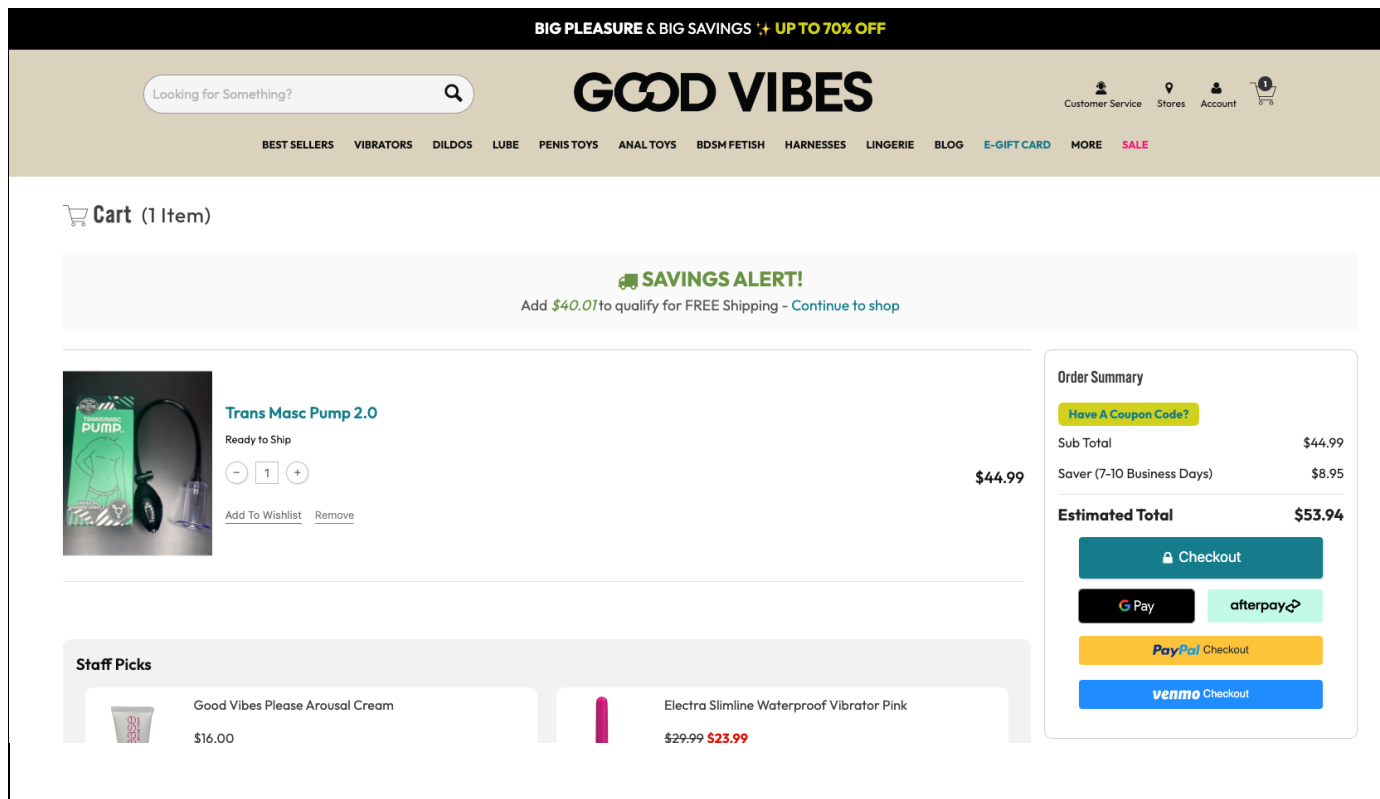 BIG PLEASURE & BIG SAVINGS ✨ UP TO 70% OFF
Looking for Something?
GOOD VIBES
Customer Service Stores Account 1
BEST SELLERS VIBRATORS DILDOS LUBE PENIS TOYS ANAL TOYS BDSM FETISH HARNESSES LINGERIE BLOG E-GIFT CARD MORE SALE
Cart (1 Item)
SAVINGS ALERT!
Add $40.01 to qualify for FREE Shipping - Continue to shop
TRANSMASC
PUMP
Trans Masc Pump 2.0
Ready to Ship
− 1 +
$44.99
Add To Wishlist Remove
Order Summary
Have A Coupon Code?
Sub Total $44.99
Saver (7-10 Business Days) $8.95
Estimated Total $53.94
Checkout
G Pay afterpay
PayPal Checkout
venmo Checkout
Staff Picks
Good Vibes Please Arousal Cream
$16.00
Electra Slimline Waterproof Vibrator Pink
$29.99 $23.99